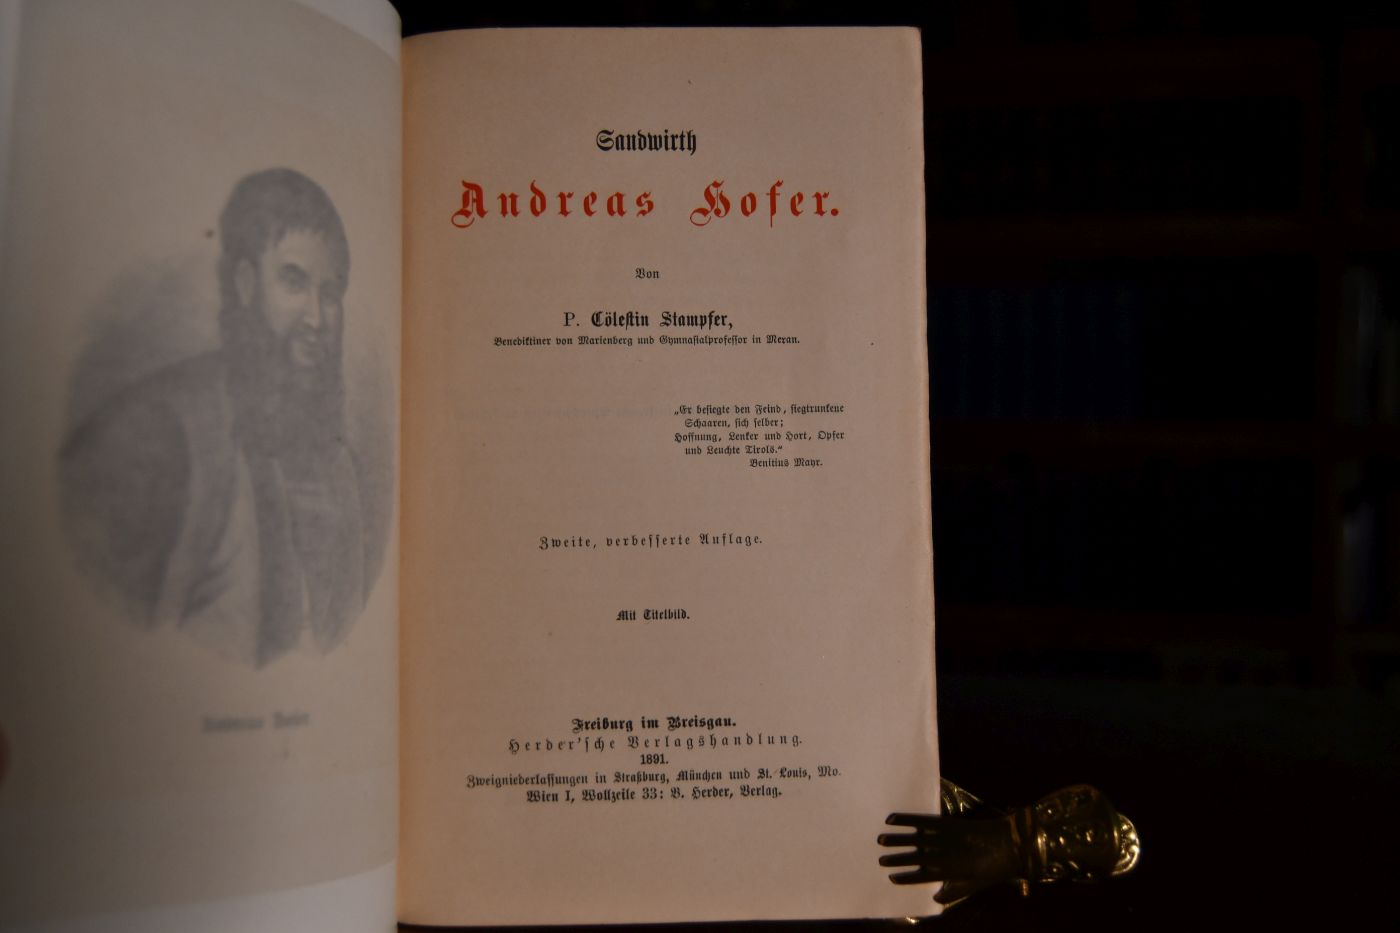 Sandwirth
Andreas Hofer.
Von
P. Cölestin Stampfer,
Benediktiner von Marienberg und Gymnasialprofessor in Meran.
„Er besiegte den Feind, siegtrunkene
Schaaren, sich selber;
Hoffnung, Lenker und Hort, Opfer
und Leuchte Tirols.“
Benitius Mayr.
Zweite, verbesserte Auflage.
Mit Titelbild.
Freiburg im Breisgau.
Herder'sche Verlagshandlung.
1891.
Zweigniederlassungen in Straßburg, München und St. Louis, Mo.
Wien I, Wollzeile 33: B. Herder, Verlag.